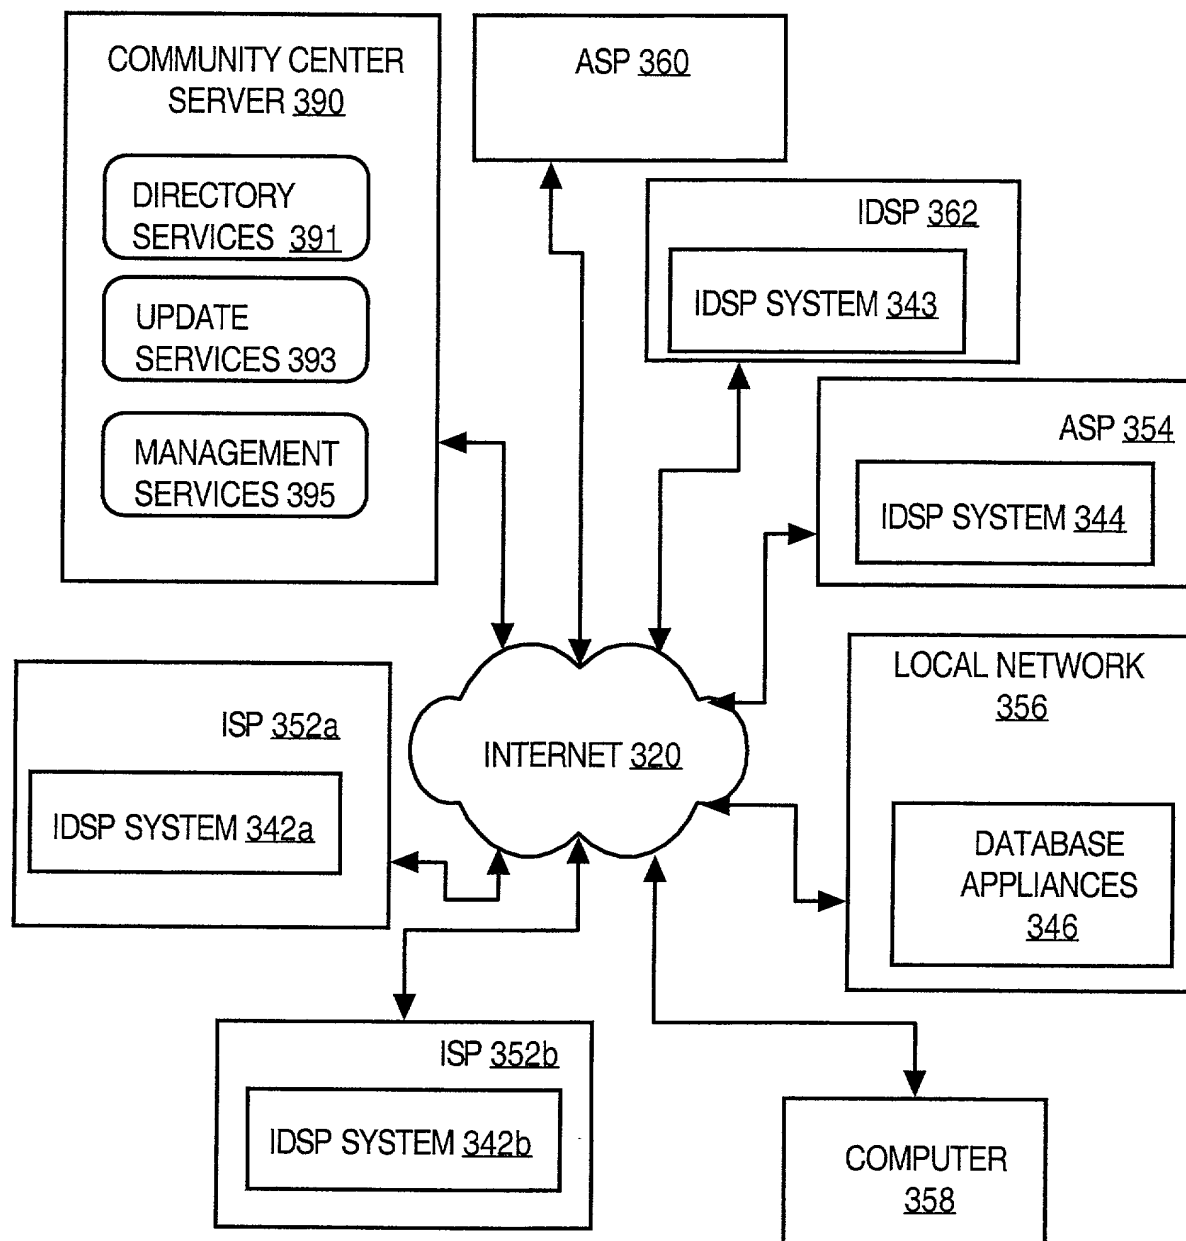 COMMUNITY CENTER
SERVER 390
DIRECTORY
SERVICES 391
UPDATE
SERVICES 393
MANAGEMENT
SERVICES 395
ASP 360
IDSP 362
IDSP SYSTEM 343
ASP 354
IDSP SYSTEM 344
LOCAL NETWORK
356
DATABASE
APPLIANCES
346
INTERNET 320
ISP 352a
IDSP SYSTEM 342a
ISP 352b
IDSP SYSTEM 342b
COMPUTER
358